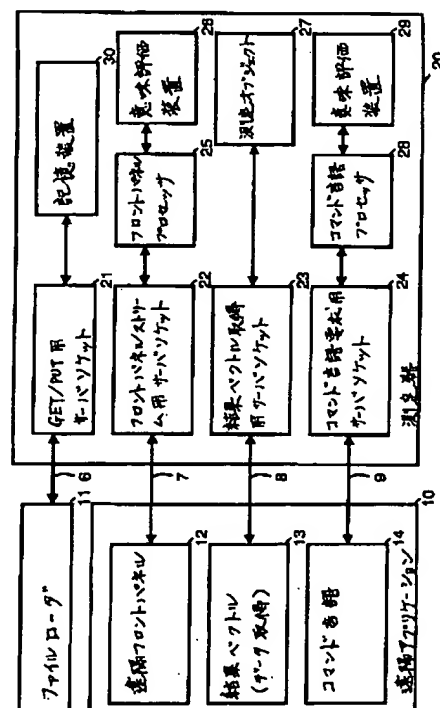 ファイルローダ
11
遠隔フロントパネル
12
結果ベクトル
(データ取得)
13
コマンド言語
14
遠隔アプリケーション
10
6
7
8
9
GET/PUT用
サーバソケット
21
フロントパネルストリー
ム用サーバソケット
22
結果ベクトル取得
用サーバソケット
23
コマンド言語要求用
サーバソケット
24
測定器
20
記憶装置
30
フロントパネル
プロセッサ
25
意味評価
装置
26
測定オブジェクト
27
コマンド言語
プロセッサ
28
意味評価
装置
29